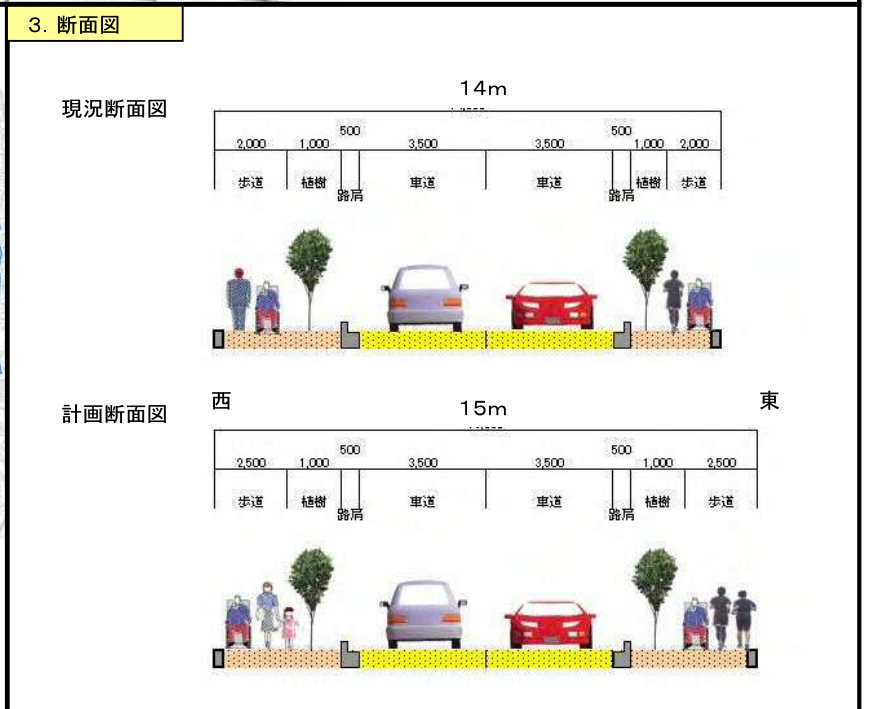 3. 断面図
現況断面図
14m
2,000 1,000 500 3,500 3,500 500 1,000 2,000
歩道 植樹 路肩 車道 車道 路肩 植樹 歩道
計画断面図
西 15m 東
2,500 1,000 500 3,500 3,500 500 1,000 2,500
歩道 植樹 路肩 車道 車道 路肩 植樹 歩道